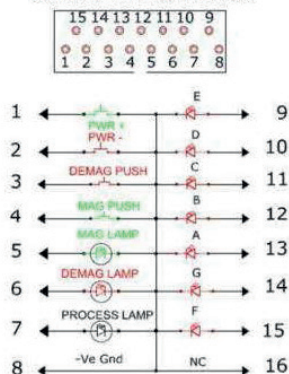 15 14 13 12 11 10 9
1 2 3 4 5 6 7 8
1 PWR + E 9
2 PWR - D 10
3 DEMAG PUSH C 11
4 MAG PUSH B 12
5 MAG LAMP A 13
6 DEMAG LAMP G 14
7 PROCESS LAMP F 15
8 -Ve Gnd NC 16